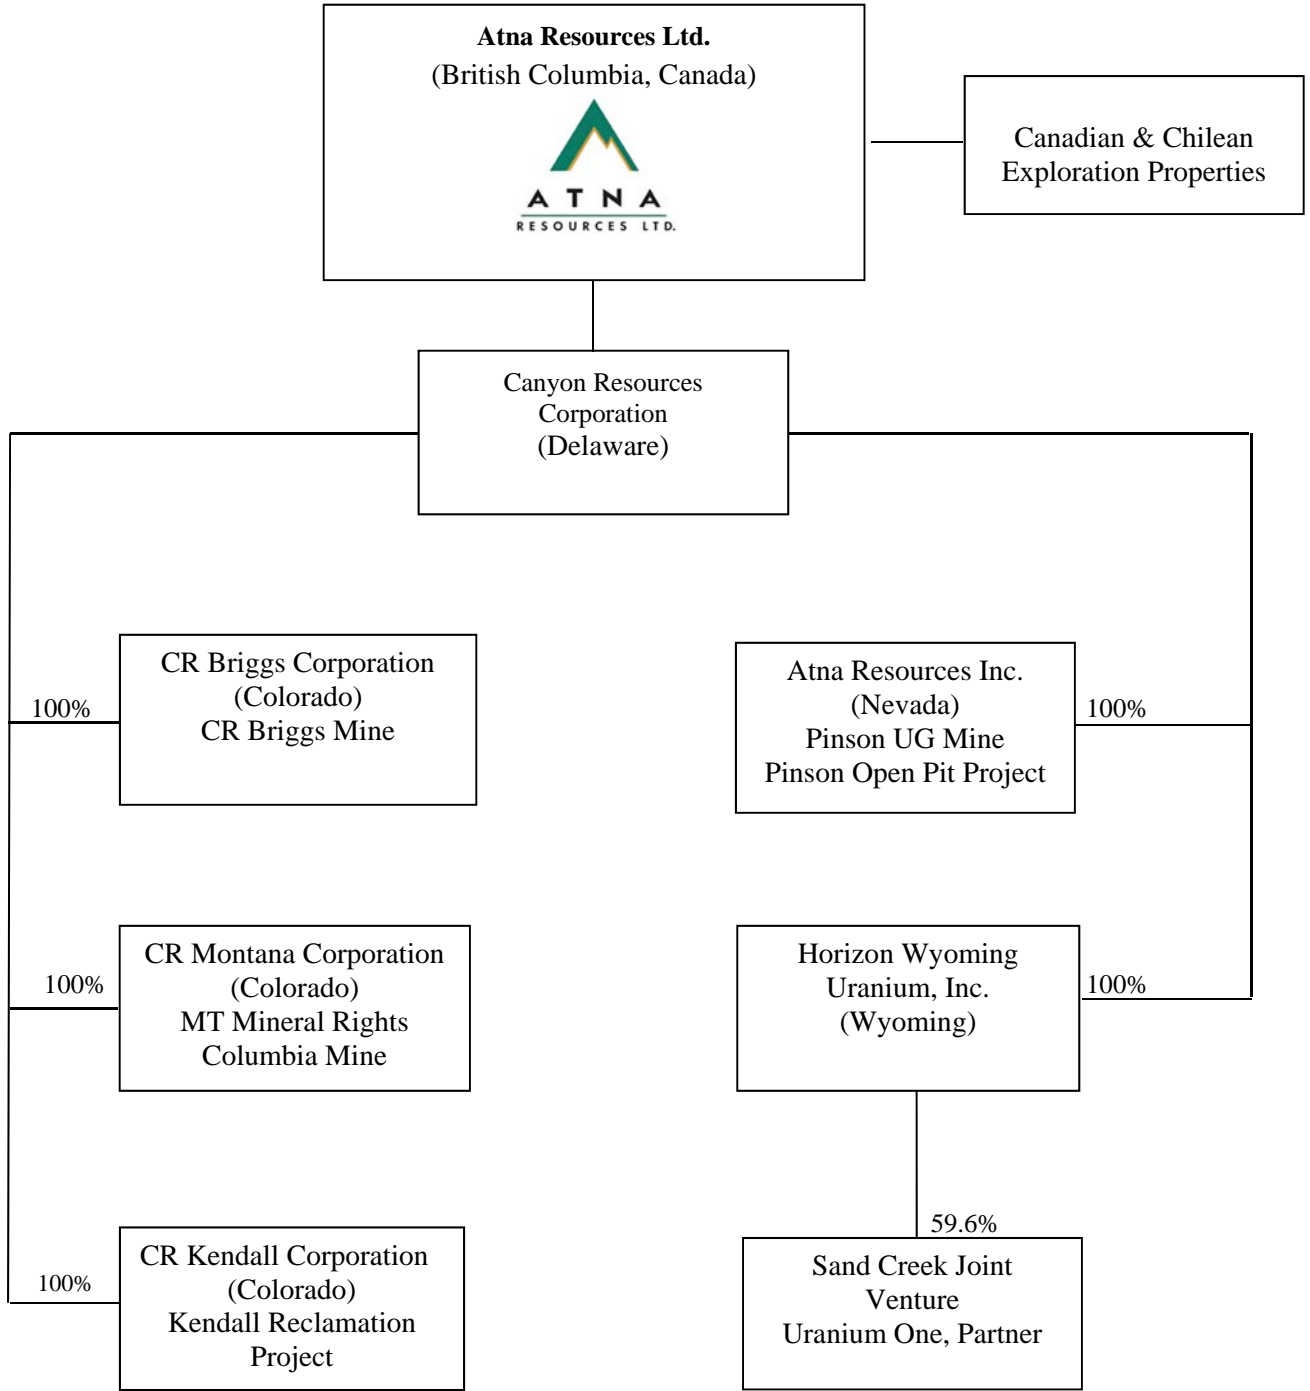 Atna Resources Ltd.
(British Columbia, Canada)
ATNA
RESOURCES LTD.
Canadian & Chilean
Exploration Properties
Canyon Resources
Corporation
(Delaware)
100%
CR Briggs Corporation
(Colorado)
CR Briggs Mine
Atna Resources Inc.
(Nevada)
Pinson UG Mine
Pinson Open Pit Project
100%
100%
CR Montana Corporation
(Colorado)
MT Mineral Rights
Columbia Mine
Horizon Wyoming
Uranium, Inc.
(Wyoming)
100%
100%
CR Kendall Corporation
(Colorado)
Kendall Reclamation
Project
59.6%
Sand Creek Joint
Venture
Uranium One, Partner